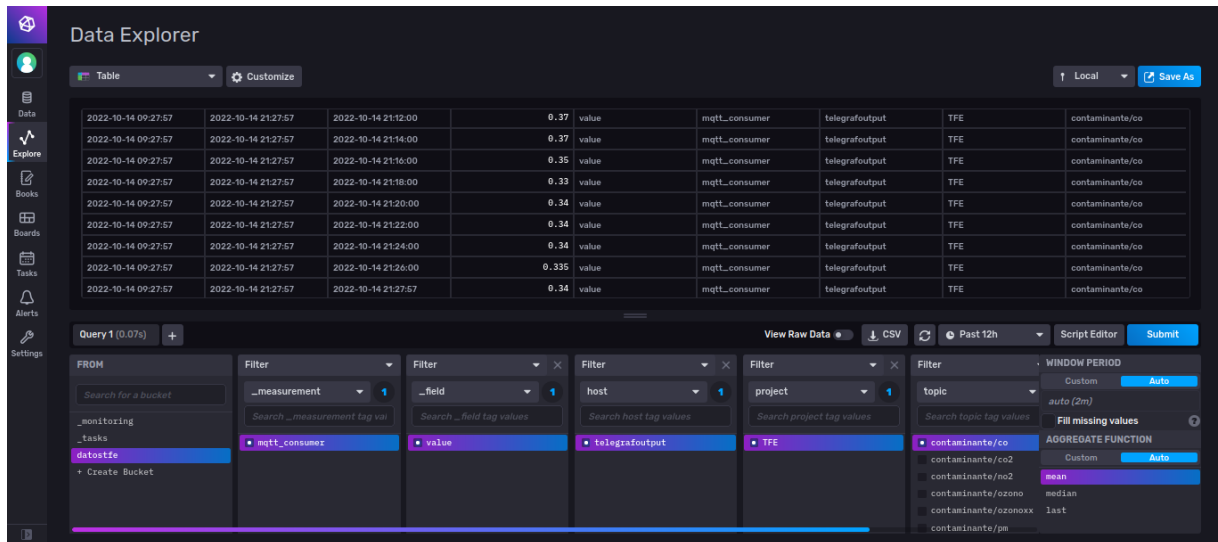 Data Explorer
Table
Customize
Local
Save As
Data
Explore
Books
Boards
Tasks
Alerts
Settings
2022-10-14 09:27:57 2022-10-14 21:27:57 2022-10-14 21:12:00 0.37 value mqtt_consumer telegrafoutput TFE contaminante/co
2022-10-14 09:27:57 2022-10-14 21:27:57 2022-10-14 21:14:00 0.37 value mqtt_consumer telegrafoutput TFE contaminante/co
2022-10-14 09:27:57 2022-10-14 21:27:57 2022-10-14 21:16:00 0.35 value mqtt_consumer telegrafoutput TFE contaminante/co
2022-10-14 09:27:57 2022-10-14 21:27:57 2022-10-14 21:18:00 0.33 value mqtt_consumer telegrafoutput TFE contaminante/co
2022-10-14 09:27:57 2022-10-14 21:27:57 2022-10-14 21:20:00 0.34 value mqtt_consumer telegrafoutput TFE contaminante/co
2022-10-14 09:27:57 2022-10-14 21:27:57 2022-10-14 21:22:00 0.34 value mqtt_consumer telegrafoutput TFE contaminante/co
2022-10-14 09:27:57 2022-10-14 21:27:57 2022-10-14 21:24:00 0.34 value mqtt_consumer telegrafoutput TFE contaminante/co
2022-10-14 09:27:57 2022-10-14 21:27:57 2022-10-14 21:26:00 0.335 value mqtt_consumer telegrafoutput TFE contaminante/co
2022-10-14 09:27:57 2022-10-14 21:27:57 2022-10-14 21:27:57 0.34 value mqtt_consumer telegrafoutput TFE contaminante/co
Query 1 (0.07s) +
View Raw Data
CSV
Past 12h
Script Editor
Submit
FROM
Search for a bucket
_monitoring
_tasks
datostfe
+ Create Bucket
Filter
_measurement 1
Search _measurement tag val
mqtt_consumer
Filter
_field 1
Search _field tag values
value
Filter
host 1
Search host tag values
telegrafoutput
Filter
project 1
Search project tag values
TFE
Filter
topic
Search topic tag values
contaminante/co
contaminante/co2
contaminante/no2
contaminante/ozono
contaminante/ozonoxx
contaminante/pm
WINDOW PERIOD
Custom Auto
auto (2m)
Fill missing values ?
AGGREGATE FUNCTION
Custom Auto
mean
median
last